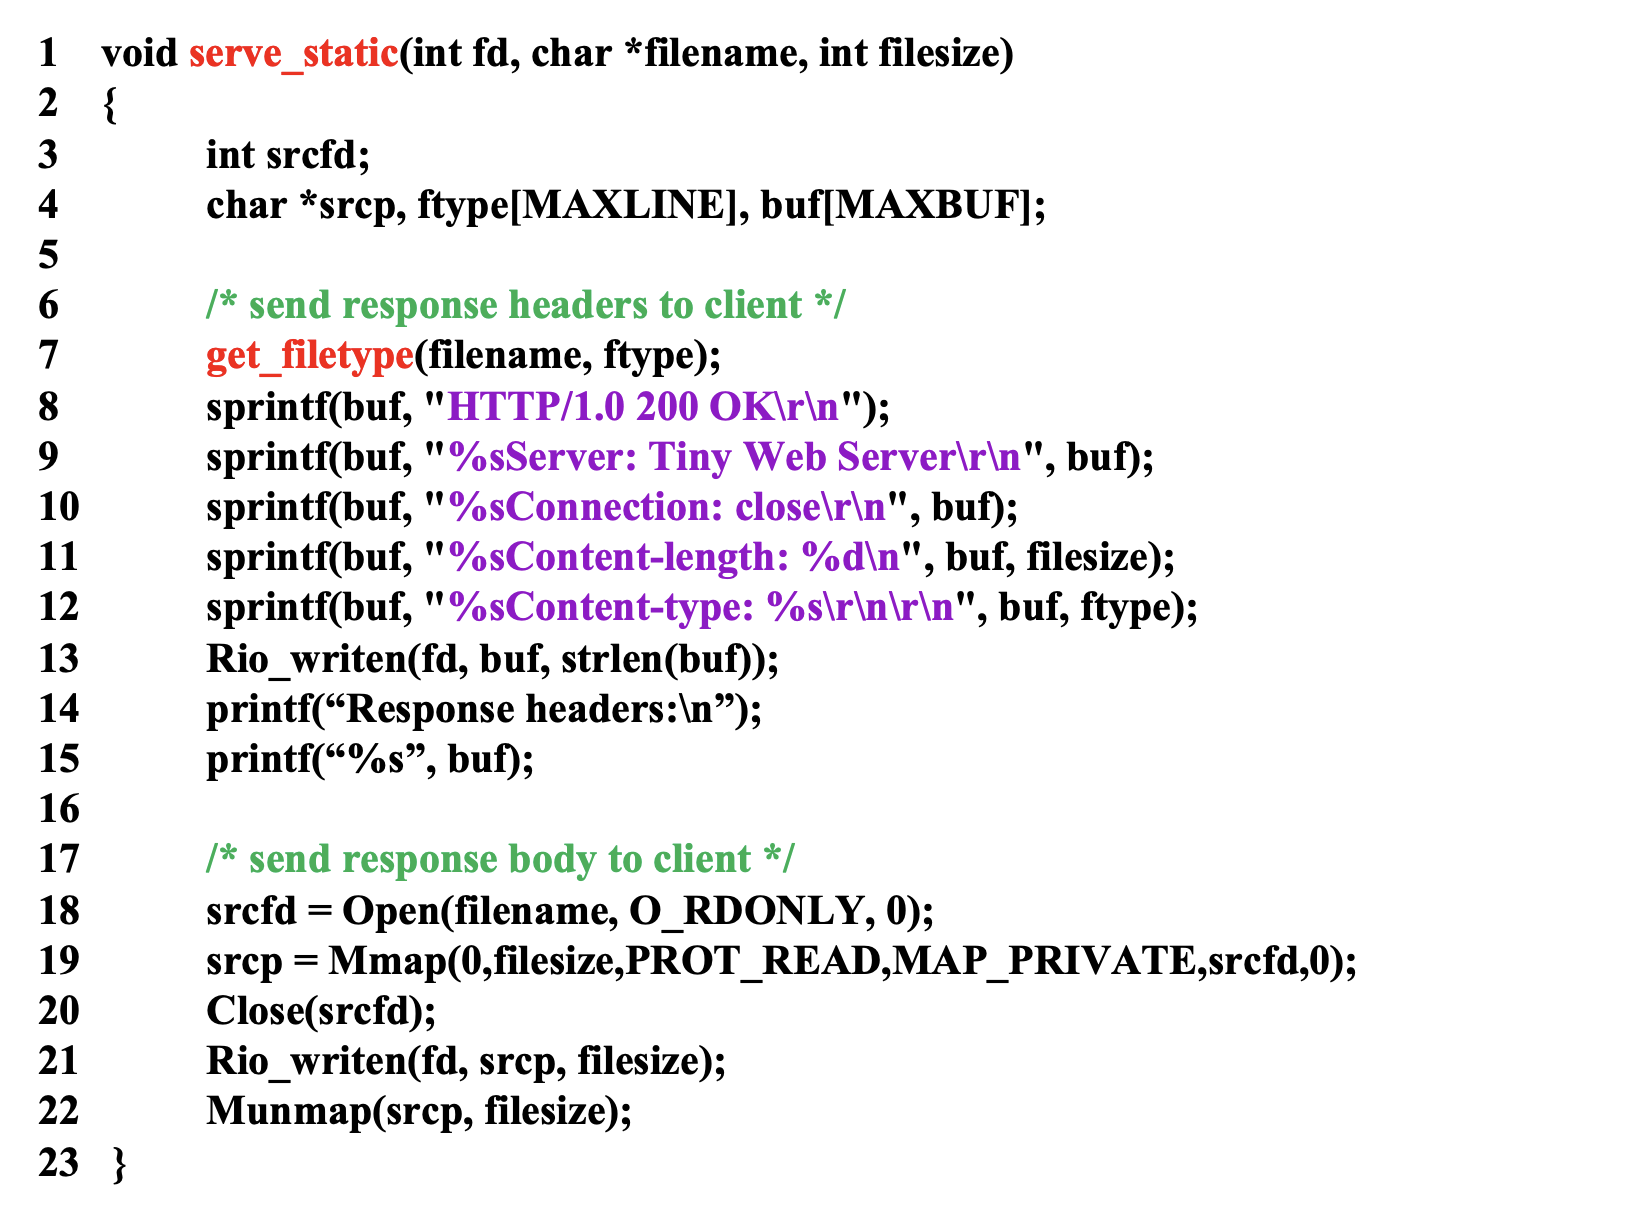 1 void serve_static(int fd, char *filename, int filesize)
2 {
3 int srcfd;
4 char *srcp, ftype[MAXLINE], buf[MAXBUF];
5
6 /* send response headers to client */
7 get_filetype(filename, ftype);
8 sprintf(buf, "HTTP/1.0 200 OK\r\n");
9 sprintf(buf, "%sServer: Tiny Web Server\r\n", buf);
10 sprintf(buf, "%sConnection: close\r\n", buf);
11 sprintf(buf, "%sContent-length: %d\n", buf, filesize);
12 sprintf(buf, "%sContent-type: %s\r\n\r\n", buf, ftype);
13 Rio_writen(fd, buf, strlen(buf));
14 printf(“Response headers:\n”);
15 printf(“%s”, buf);
16
17 /* send response body to client */
18 srcfd = Open(filename, O_RDONLY, 0);
19 srcp = Mmap(0,filesize,PROT_READ,MAP_PRIVATE,srcfd,0);
20 Close(srcfd);
21 Rio_writen(fd, srcp, filesize);
22 Munmap(srcp, filesize);
23 }